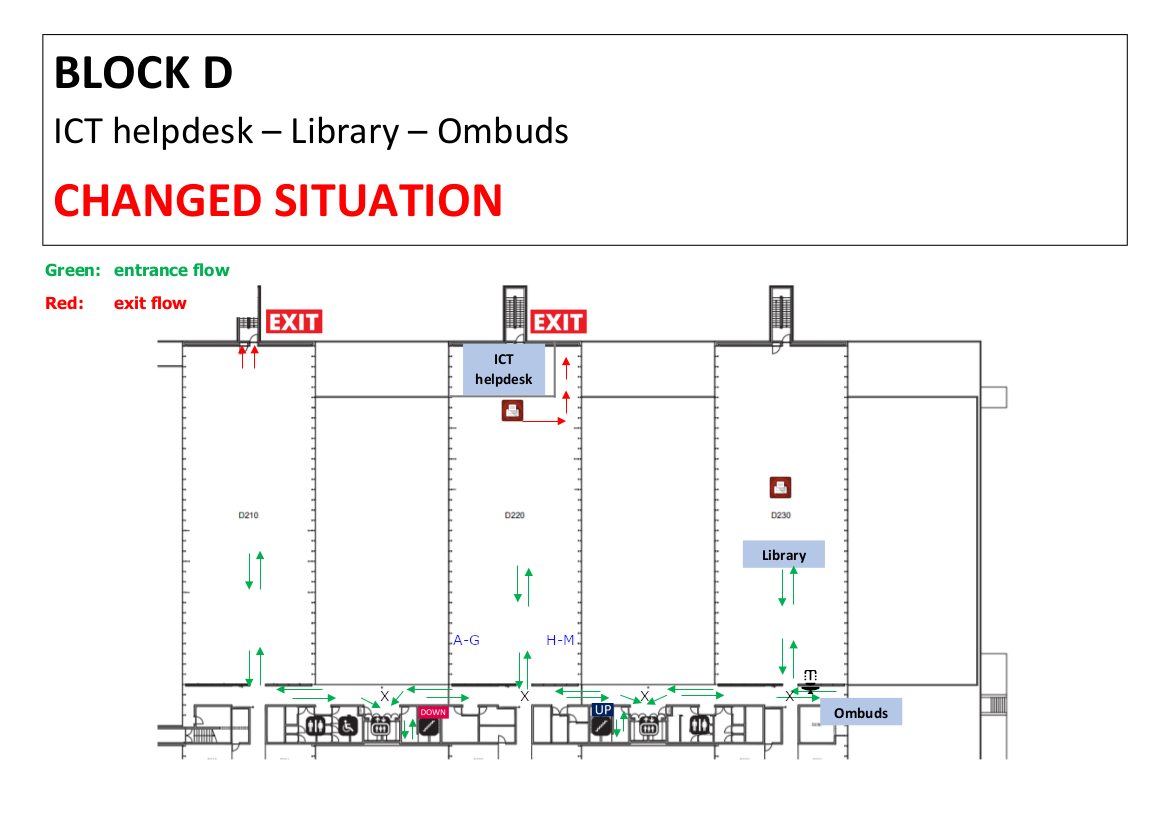 BLOCK D
ICT helpdesk – Library – Ombuds
CHANGED SITUATION
Green: entrance flow
Red: exit flow
EXIT
EXIT
ICT
helpdesk
D210
D220
D230
Library
A-G
H-M
X
X
X
X
DOWN
UP
Ombuds